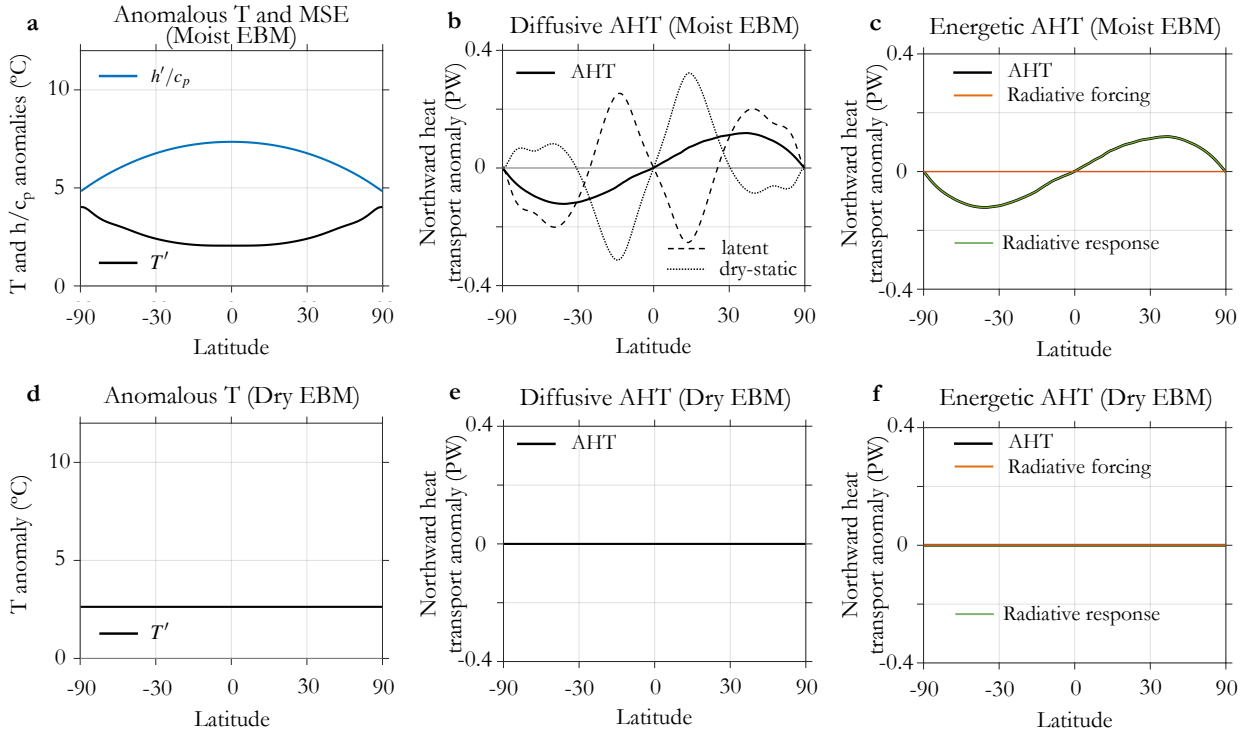 a
Anomalous T and MSE
(Moist EBM)
T and h/cp anomalies (°C)
h′/cp
T′
10
5
0
-90
-30
0
30
90
Latitude
b
Diffusive AHT (Moist EBM)
Northward heat
transport anomaly (PW)
AHT
latent
dry-static
0.4
0
-0.4
-90
-30
0
30
90
Latitude
c
Energetic AHT (Moist EBM)
Northward heat
transport anomaly (PW)
AHT
Radiative forcing
Radiative response
0.4
0
-0.4
-90
-30
0
30
90
Latitude
d
Anomalous T (Dry EBM)
T anomaly (°C)
T′
10
5
0
-90
-30
0
30
90
Latitude
e
Diffusive AHT (Dry EBM)
Northward heat
transport anomaly (PW)
AHT
0.4
0
-0.4
-90
-30
0
30
90
Latitude
f
Energetic AHT (Dry EBM)
Northward heat
transport anomaly (PW)
AHT
Radiative forcing
Radiative response
0.4
0
-0.4
-90
-30
0
30
90
Latitude